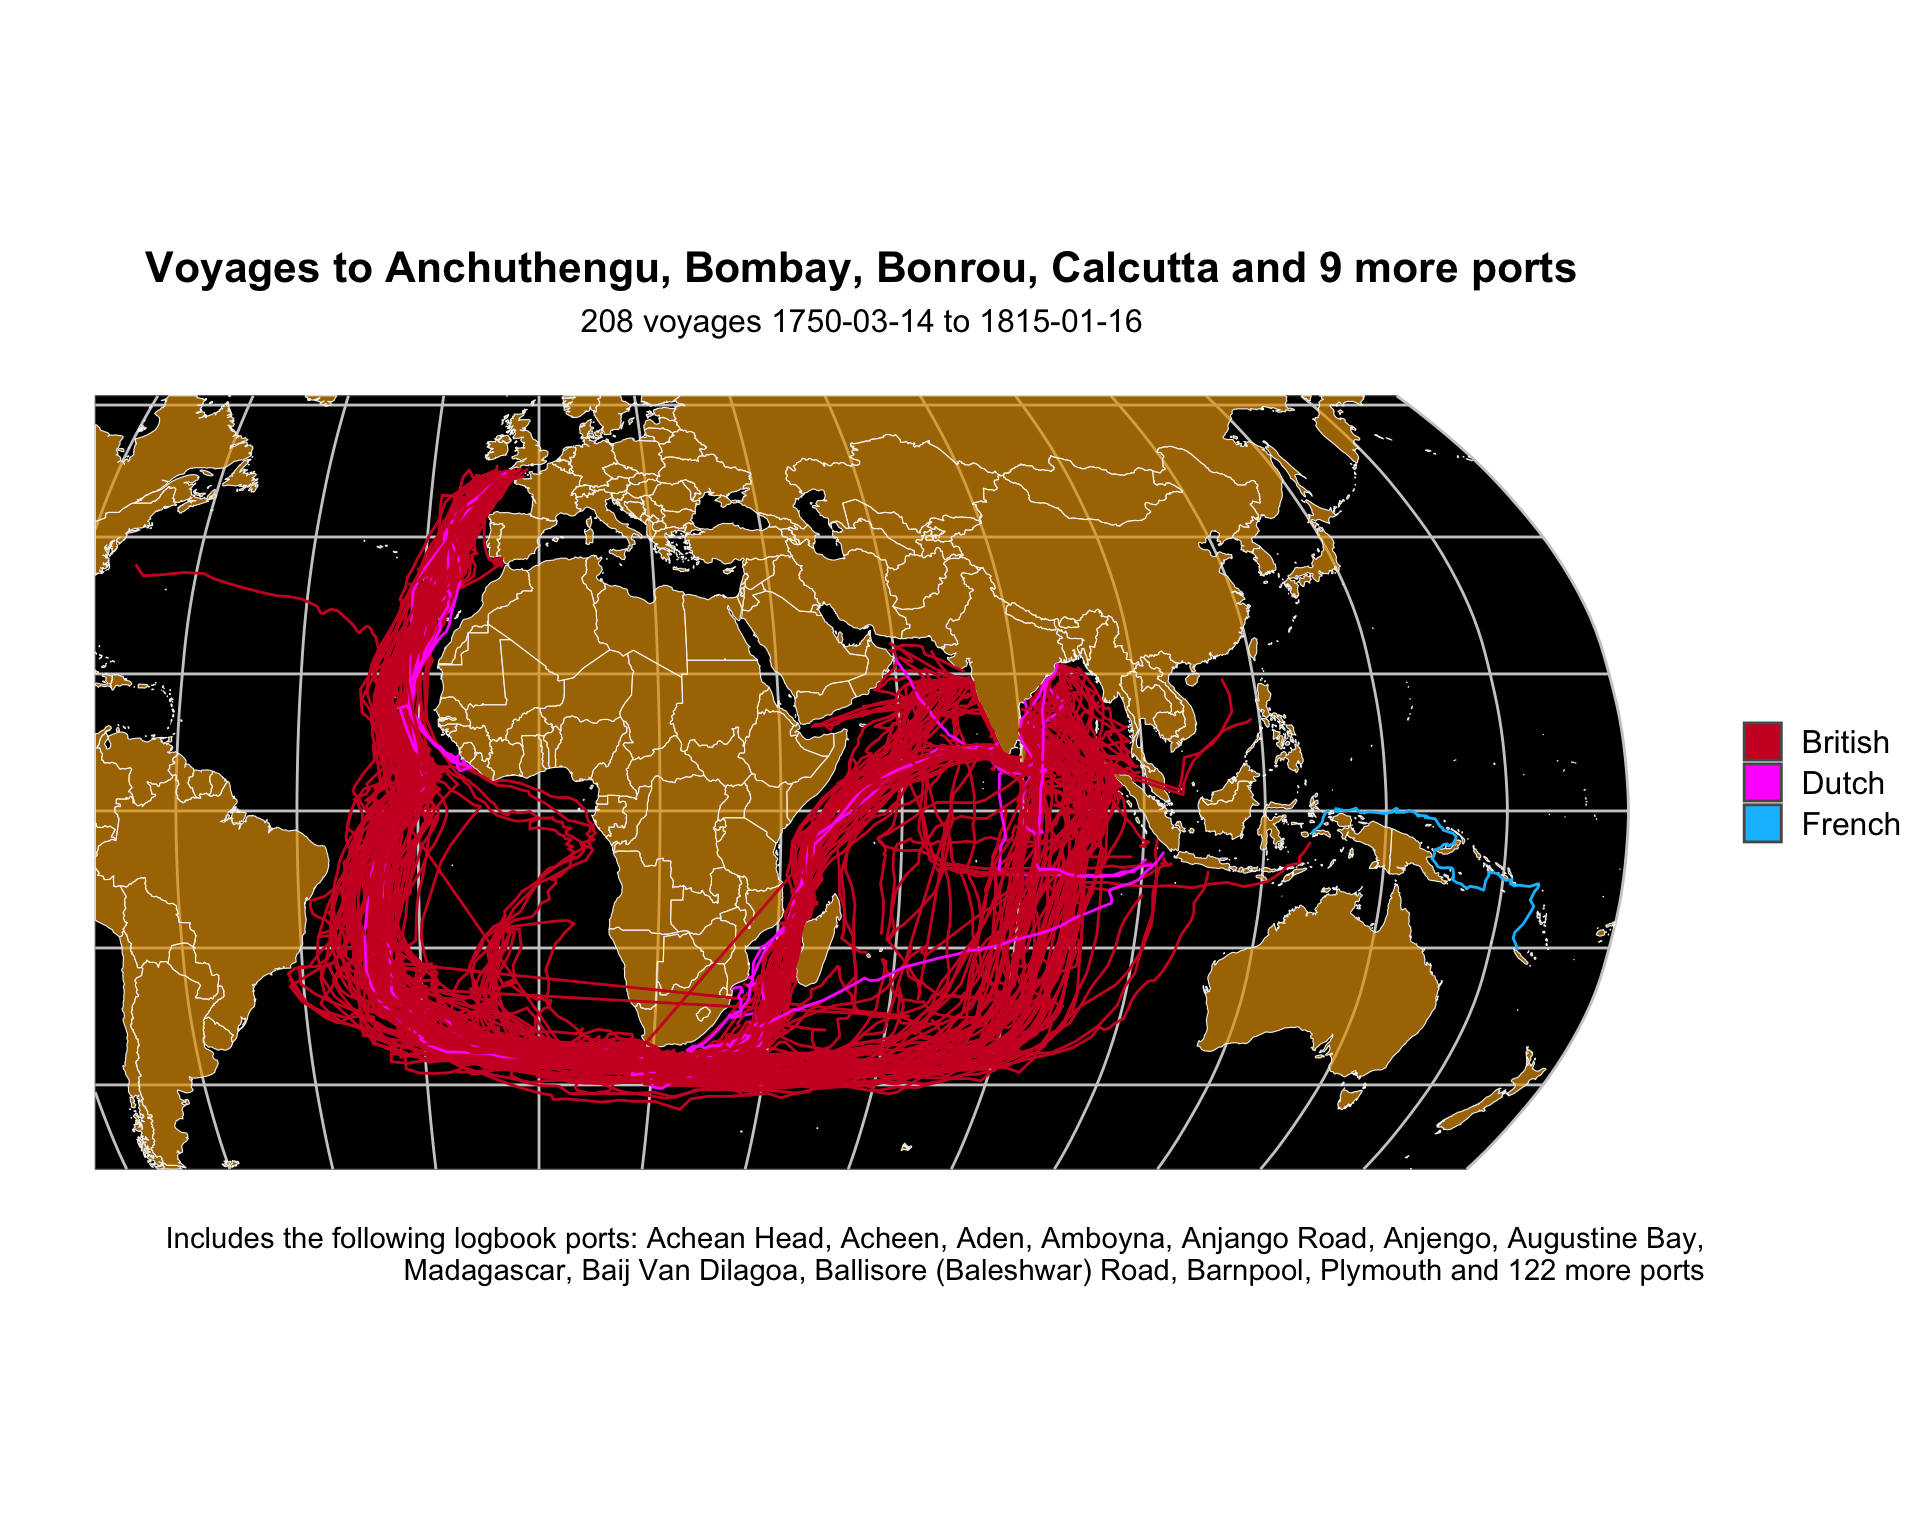 Voyages to Anchuthengu, Bombay, Bonrou, Calcutta and 9 more ports
208 voyages 1750-03-14 to 1815-01-16
British
Dutch
French
Includes the following logbook ports: Achean Head, Acheen, Aden, Amboyna, Anjango Road, Anjengo, Augustine Bay,
Madagascar, Baij Van Dilagoa, Ballisore (Baleshwar) Road, Barnpool, Plymouth and 122 more ports